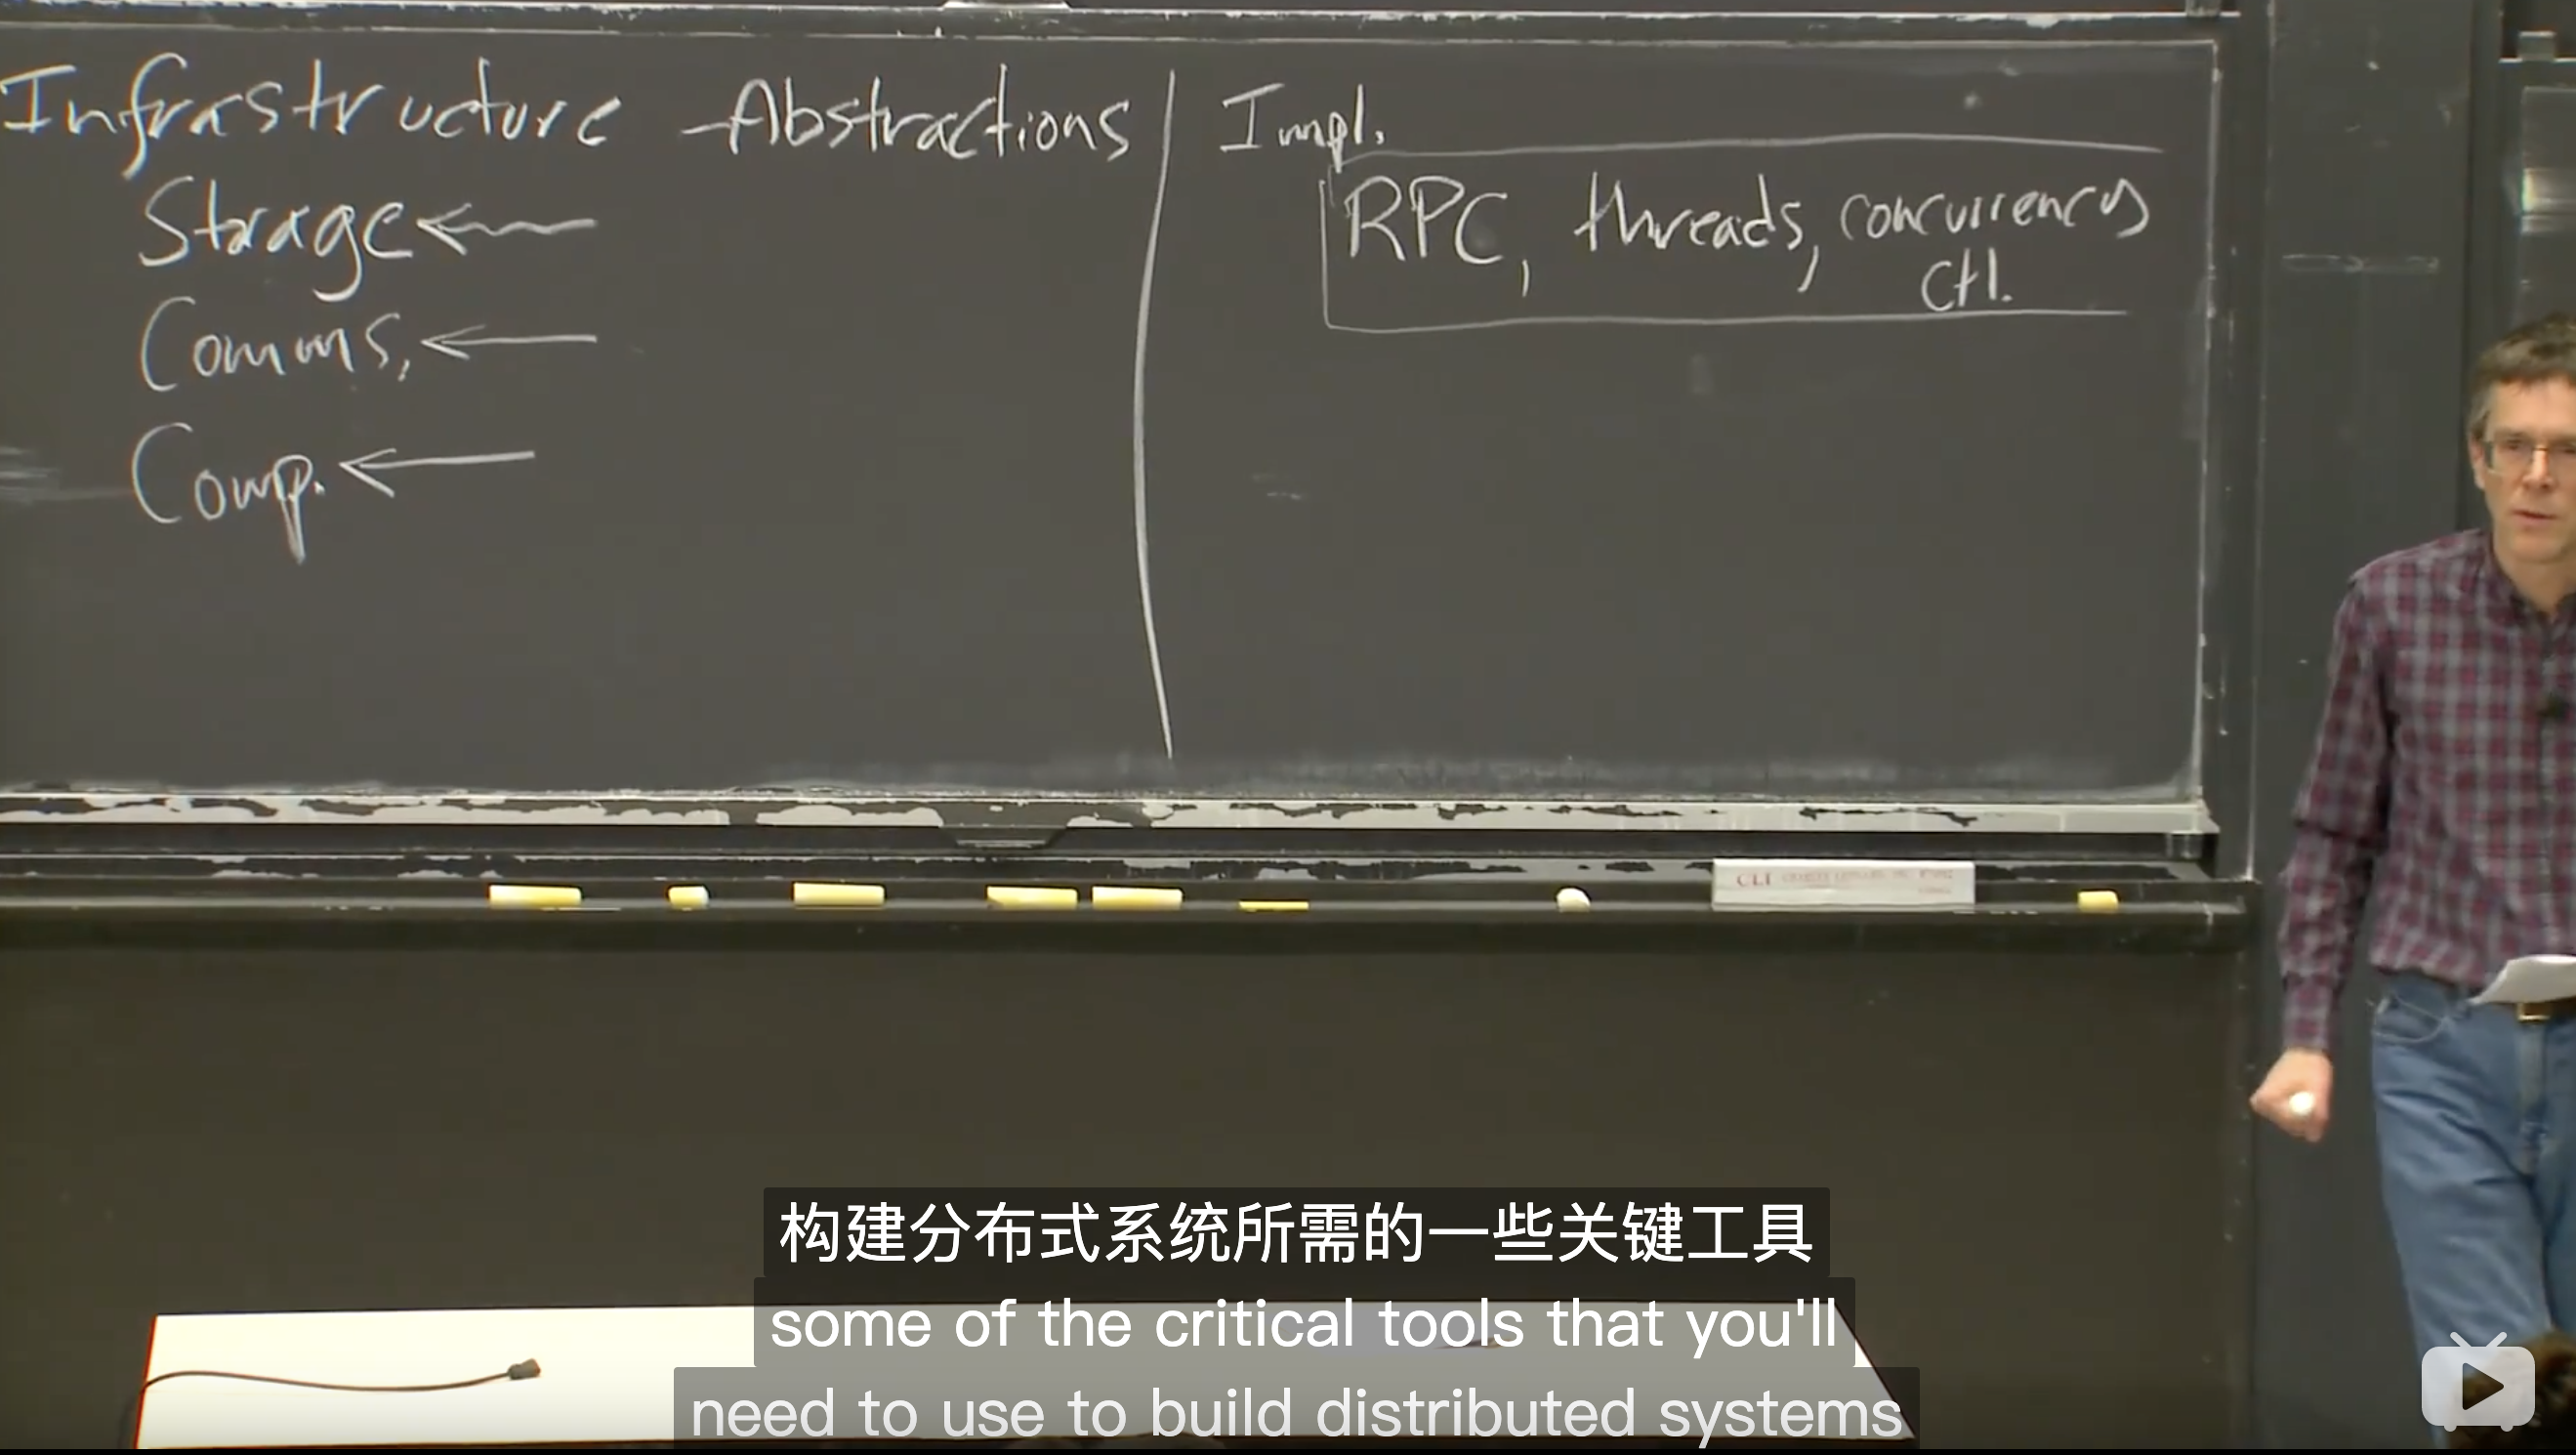 Infrastructure - Abstractions
Storage
Comms.
Comp.
Impl.
RPC, threads, concurrency
ctl.
CLI
构建分布式系统所需的一些关键工具
some of the critical tools that you'll
need to use to build distributed systems